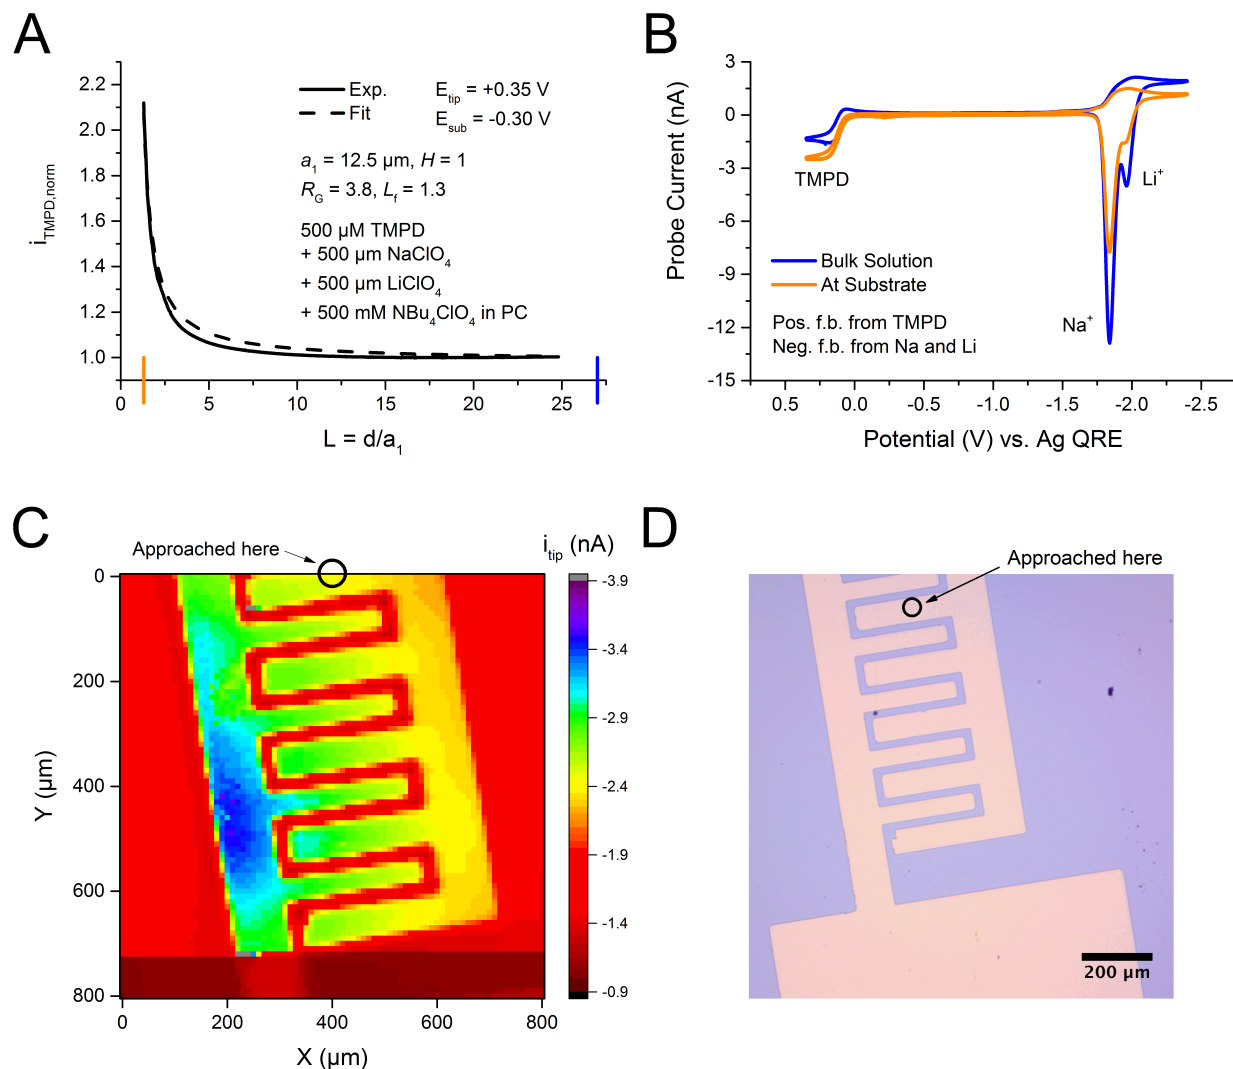 A
2.2
2.0
1.8
1.6
1.4
1.2
1.0
i_TMPD,norm
0
5
10
15
20
25
L = d/a₁
Exp.
Fit
E_tip = +0.35 V
E_sub = -0.30 V
a₁ = 12.5 µm, H = 1
R_G = 3.8, L_f = 1.3
500 µM TMPD
+ 500 µm NaClO₄
+ 500 µm LiClO₄
+ 500 mM NBu₄ClO₄ in PC
B
3
0
-3
-6
-9
-12
-15
Probe Current (nA)
0.5
0.0
-0.5
-1.0
-1.5
-2.0
-2.5
Potential (V) vs. Ag QRE
TMPD
Li⁺
Na⁺
Bulk Solution
At Substrate
Pos. f.b. from TMPD
Neg. f.b. from Na and Li
C
Approached here
i_tip (nA)
-3.9
-3.4
-2.9
-2.4
-1.9
-1.4
-0.9
0
200
400
600
800
Y (µm)
0
200
400
600
800
X (µm)
D
Approached here
200 µm